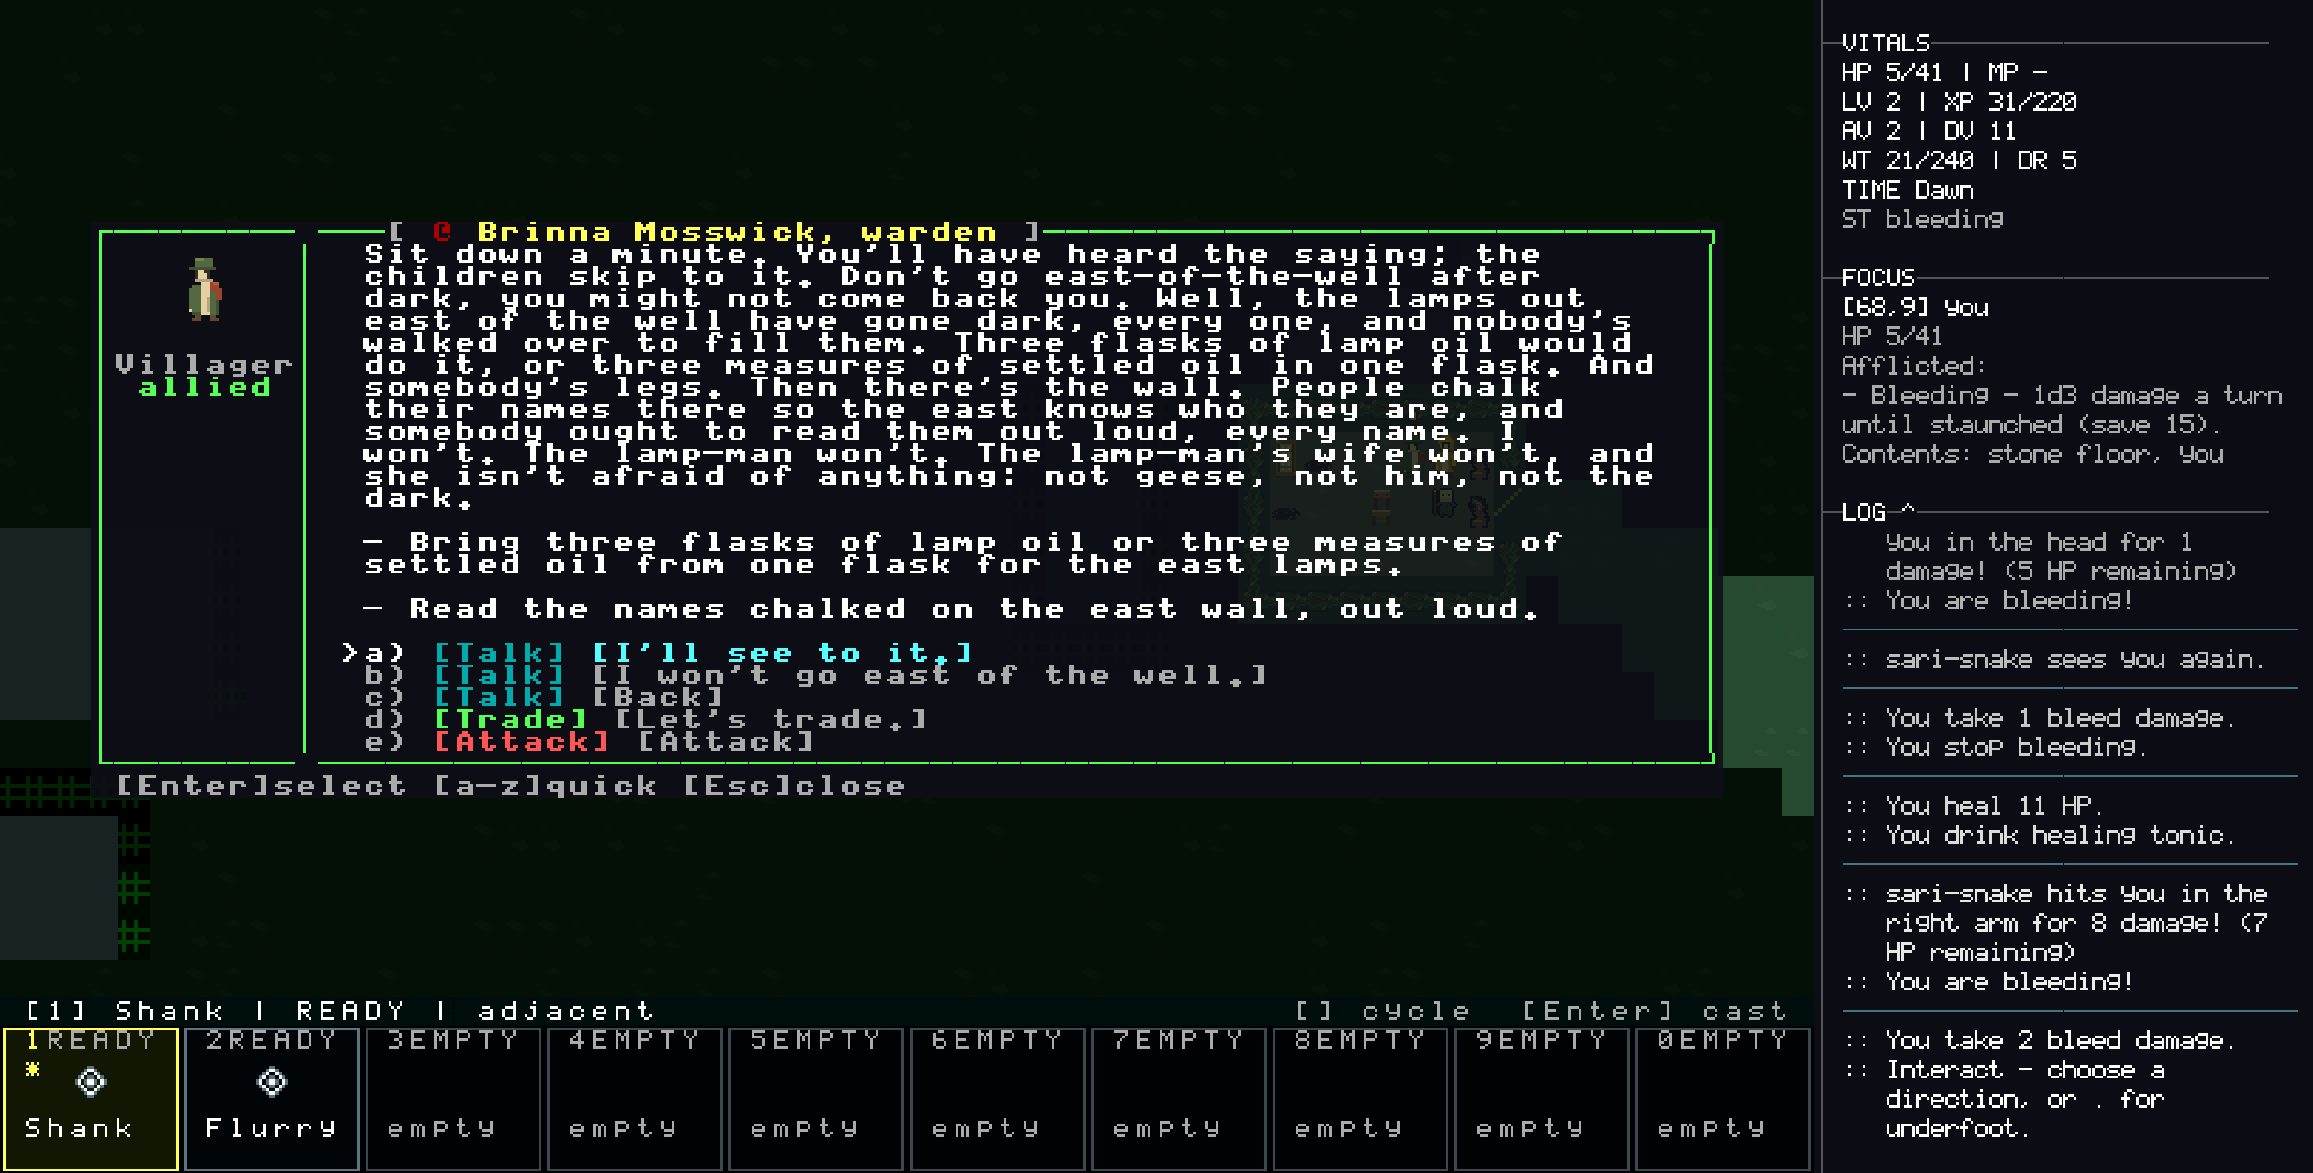 [ @ Brinna Mosswick, warden ]
Villager
allied
Sit down a minute. You'll have heard the saying; the
children skip to it. Don't go east-of-the-well after
dark, you might not come back you. Well, the lamps out
east of the well have gone dark, every one, and nobody's
walked over to fill them. Three flasks of lamp oil would
do it, or three measures of settled oil in one flask. And
somebody's legs. Then there's the wall. People chalk
their names there so the east knows who they are, and
somebody ought to read them out loud, every name. I
won't. The lamp-man won't. The lamp-man's wife won't, and
she isn't afraid of anything: not geese, not him, not the
dark.
- Bring three flasks of lamp oil or three measures of
settled oil from one flask for the east lamps.
- Read the names chalked on the east wall, out loud.
>a) [Talk] [I'll see to it.]
b) [Talk] [I won't go east of the well.]
c) [Talk] [Back]
d) [Trade] [Let's trade.]
e) [Attack] [Attack]
[Enter]select [a-z]quick [Esc]close
[1] Shank | READY | adjacent
[] cycle [Enter] cast
1READY 2READY 3EMPTY 4EMPTY 5EMPTY 6EMPTY 7EMPTY 8EMPTY 9EMPTY 0EMPTY
*
Shank Flurry empty empty empty empty empty empty empty empty
VITALS
HP 5/41 | MP -
LV 2 | XP 31/220
AV 2 | DV 11
WT 21/240 | DR 5
TIME Dawn
ST bleeding
FOCUS
[68,9] You
HP 5/41
Afflicted:
- Bleeding - 1d3 damage a turn
until staunched (save 15).
Contents: stone floor, You
LOG ^
you in the head for 1
damage! (5 HP remaining)
:: You are bleeding!
:: sari-snake sees you again.
:: You take 1 bleed damage.
:: You stop bleeding.
:: You heal 11 HP.
:: You drink healing tonic.
:: sari-snake hits you in the
right arm for 8 damage! (7
HP remaining)
:: You are bleeding!
:: You take 2 bleed damage.
:: Interact - choose a
direction, or . for
underfoot.